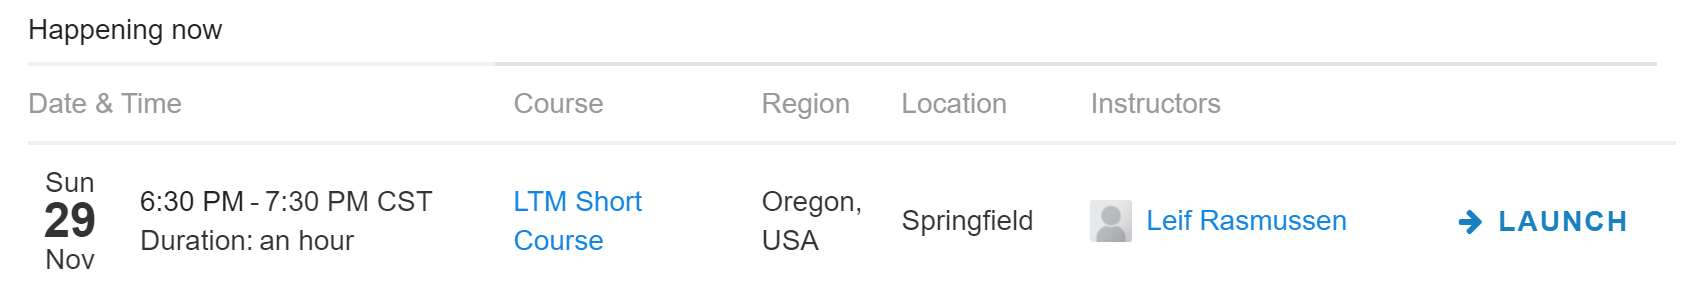 Happening now
Date & Time Course Region Location Instructors
Sun
29
Nov
6:30 PM - 7:30 PM CST
Duration: an hour
LTM Short
Course
Oregon,
USA
Springfield
Leif Rasmussen
LAUNCH